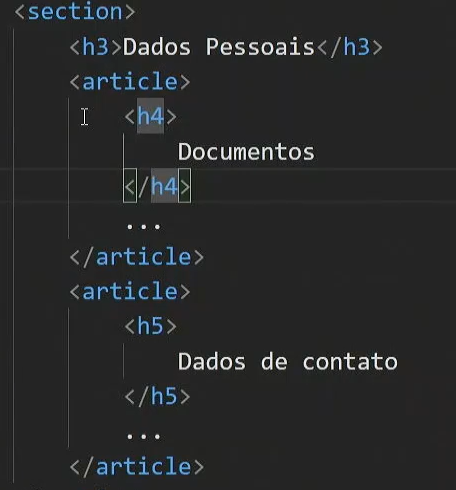 <section>
<h3>Dados Pessoais</h3>
<article>
<h4>
Documentos
</h4>
...
</article>
<article>
<h5>
Dados de contato
</h5>
...
</article>